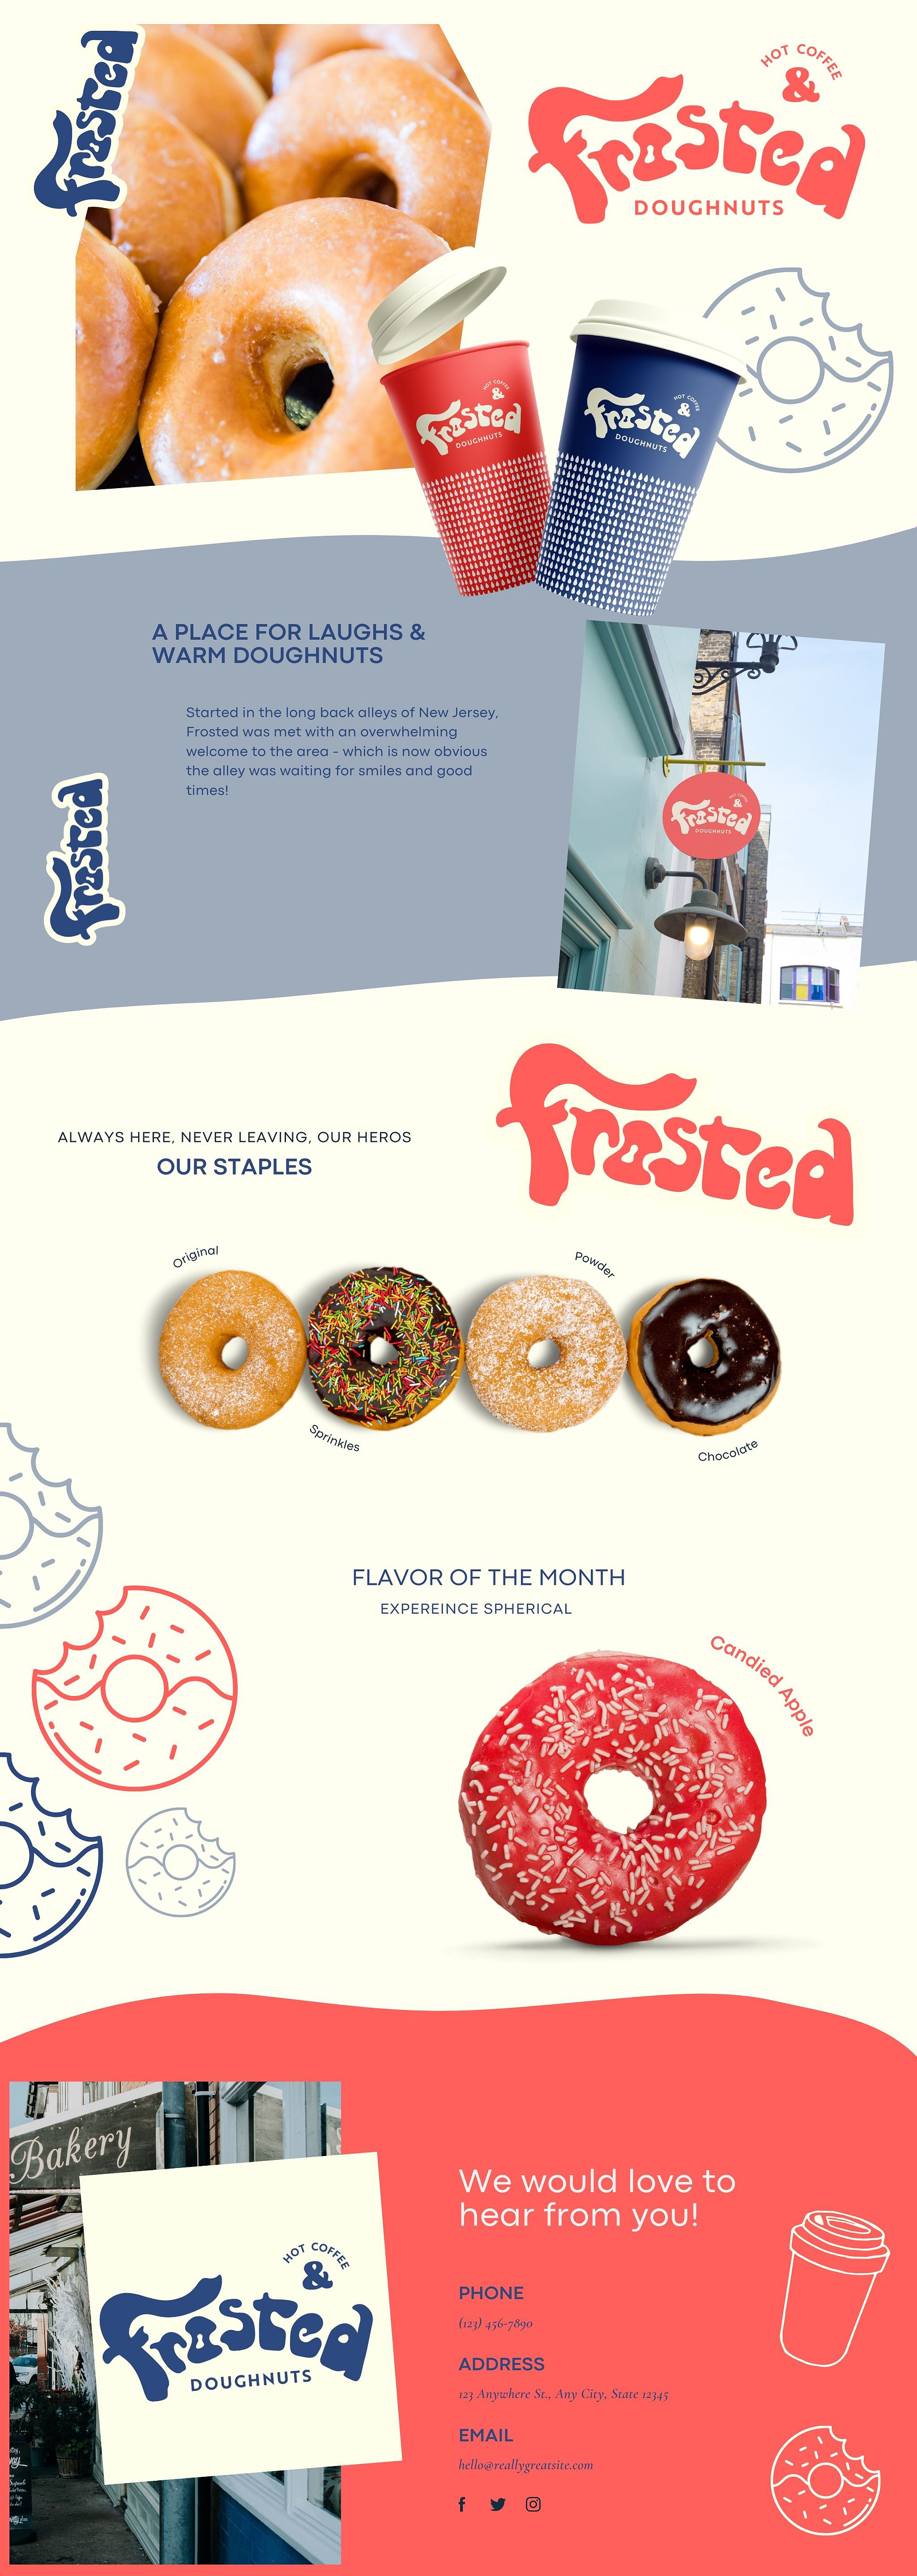 frosted
HOT COFFEE
&
frosted
DOUGHNUTS
HOT COFFEE
&
frosted
DOUGHNUTS
HOT COFFEE
&
frosted
DOUGHNUTS
A PLACE FOR LAUGHS &
WARM DOUGHNUTS
Started in the long back alleys of New Jersey,
Frosted was met with an overwhelming
welcome to the area - which is now obvious
the alley was waiting for smiles and good
times!
frosted
HOT COFFEE
&
frosted
DOUGHNUTS
frosted
ALWAYS HERE, NEVER LEAVING, OUR HEROS
OUR STAPLES
Original
Powder
Sprinkles
Chocolate
FLAVOR OF THE MONTH
EXPEREINCE SPHERICAL
Candied Apple
Bakery
HOT COFFEE
&
frosted
DOUGHNUTS
We would love to
hear from you!
PHONE
(123) 456-7890
ADDRESS
123 Anywhere St., Any City, State 12345
EMAIL
hello@reallygreatsite.com